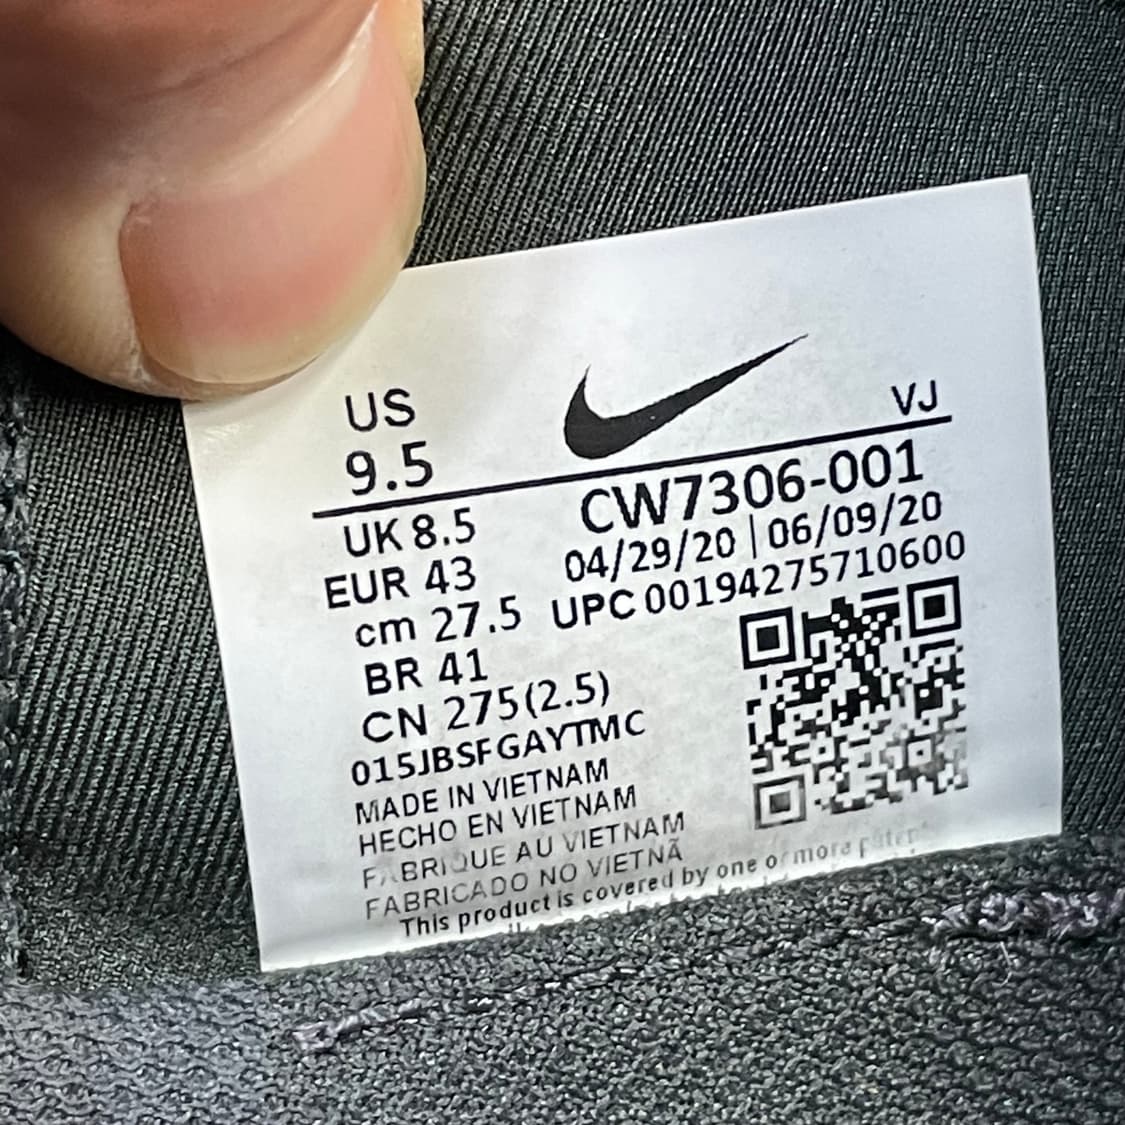 US
9.5
VJ
CW7306-001
04/29/20 | 06/09/20
UPC 00194275710600
UK 8.5
EUR 43
cm 27.5
BR 41
CN 275(2.5)
015JBSFGAYTMC
MADE IN VIETNAM
HECHO EN VIETNAM
FABRIQUE AU VIETNAM
FABRICADO NO VIETNÃ
This product is covered by one or more